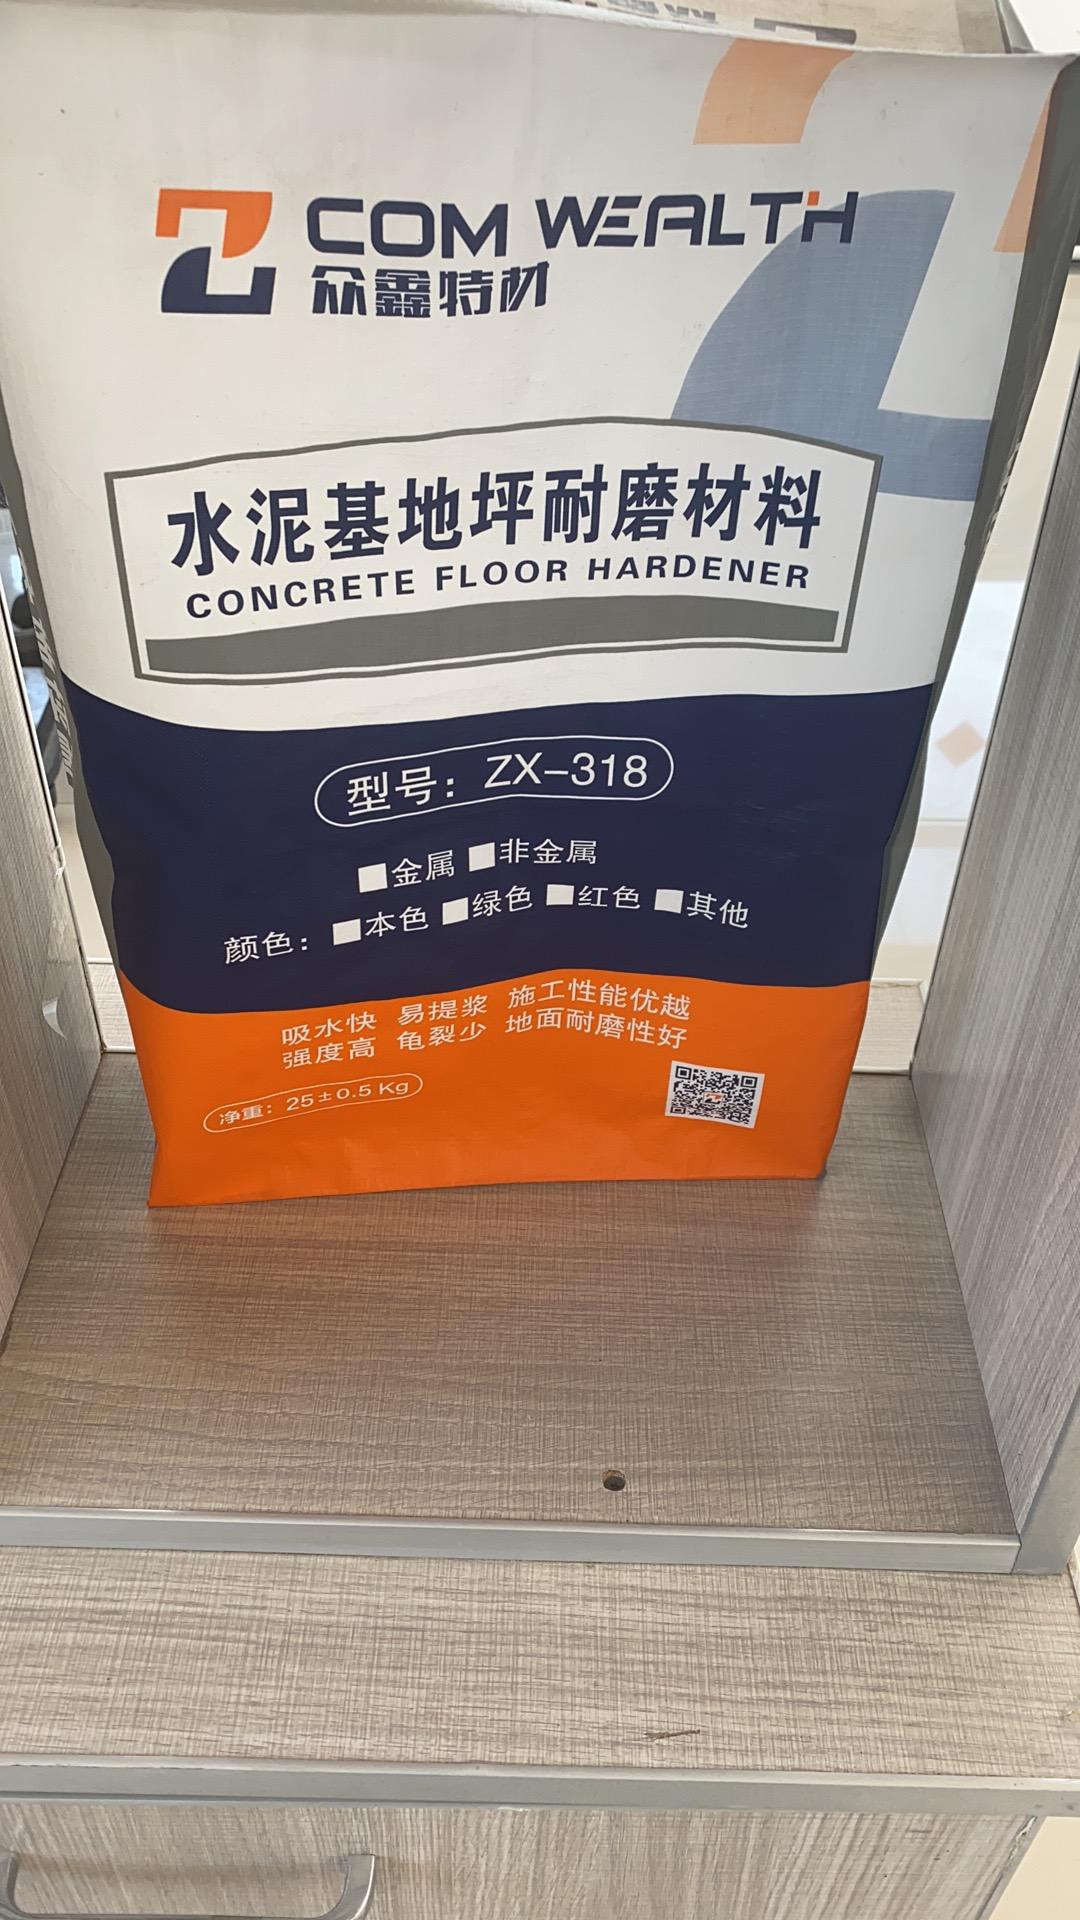 COM WEALTH
众鑫特材
水泥基地坪耐磨材料
CONCRETE FLOOR HARDENER
型号：ZX-318
■金属 ■非金属
颜色：■本色 ■绿色 ■红色 ■其他
吸水快 易提浆 施工性能优越
强度高 龟裂少 地面耐磨性好
净重：25±0.5 Kg